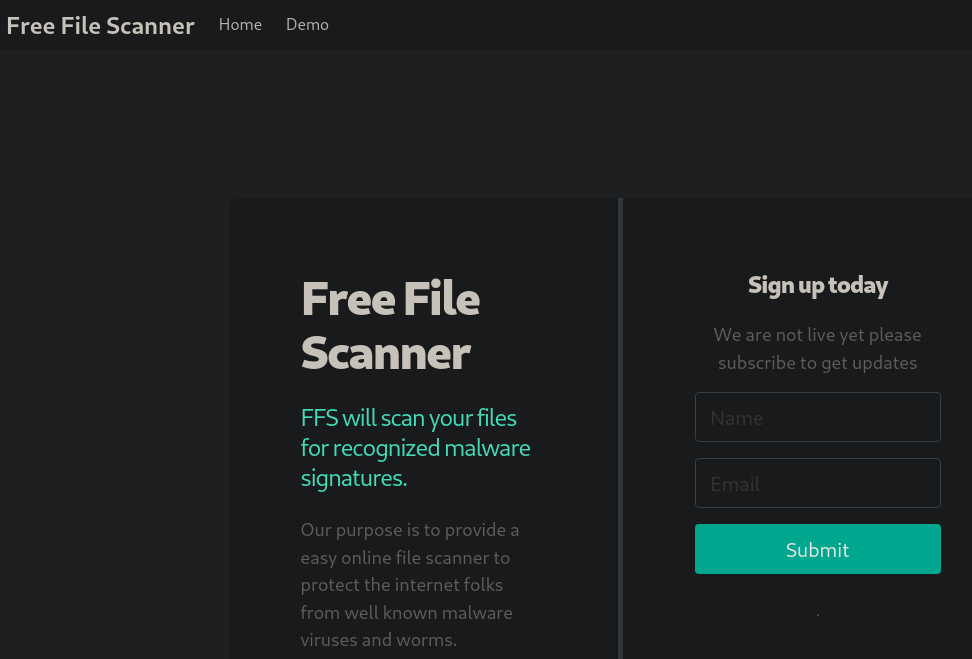 Free File Scanner Home Demo
Free File
Scanner
FFS will scan your files
for recognized malware
signatures.
Our purpose is to provide a
easy online file scanner to
protect the internet folks
from well known malware
viruses and worms.
Sign up today
We are not live yet please
subscribe to get updates
Name
Email
Submit
.